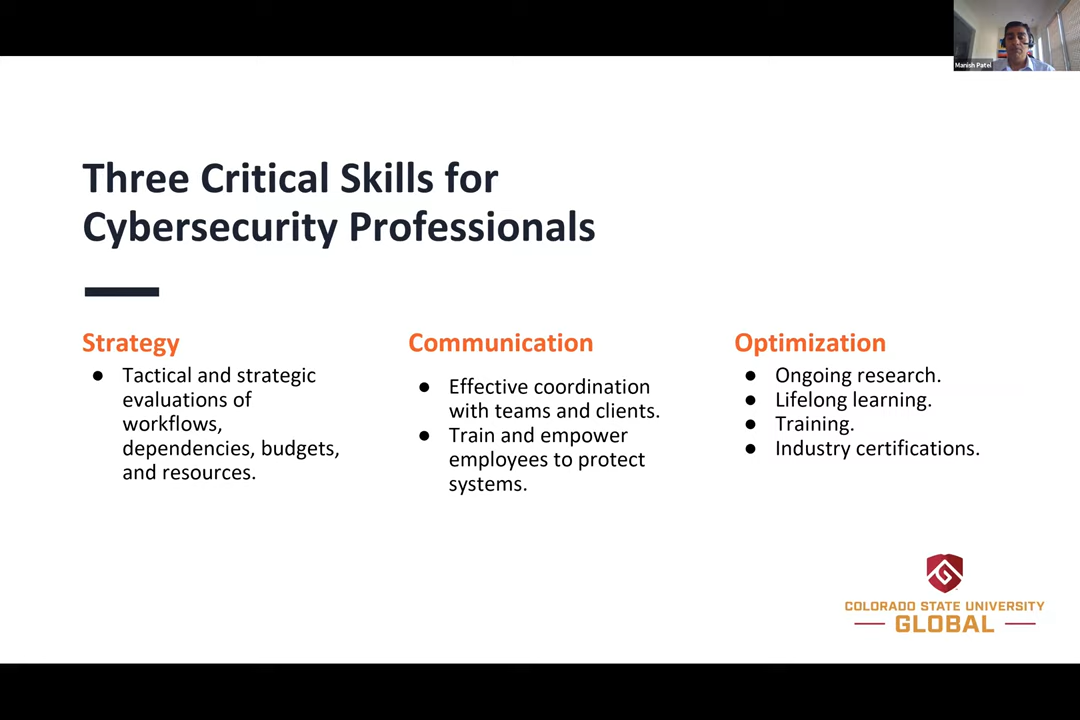 Manish Patel
Three Critical Skills for
Cybersecurity Professionals
Strategy
● Tactical and strategic
evaluations of
workflows,
dependencies, budgets,
and resources.
Communication
● Effective coordination
with teams and clients.
● Train and empower
employees to protect
systems.
Optimization
● Ongoing research.
● Lifelong learning.
● Training.
● Industry certifications.
COLORADO STATE UNIVERSITY
GLOBAL